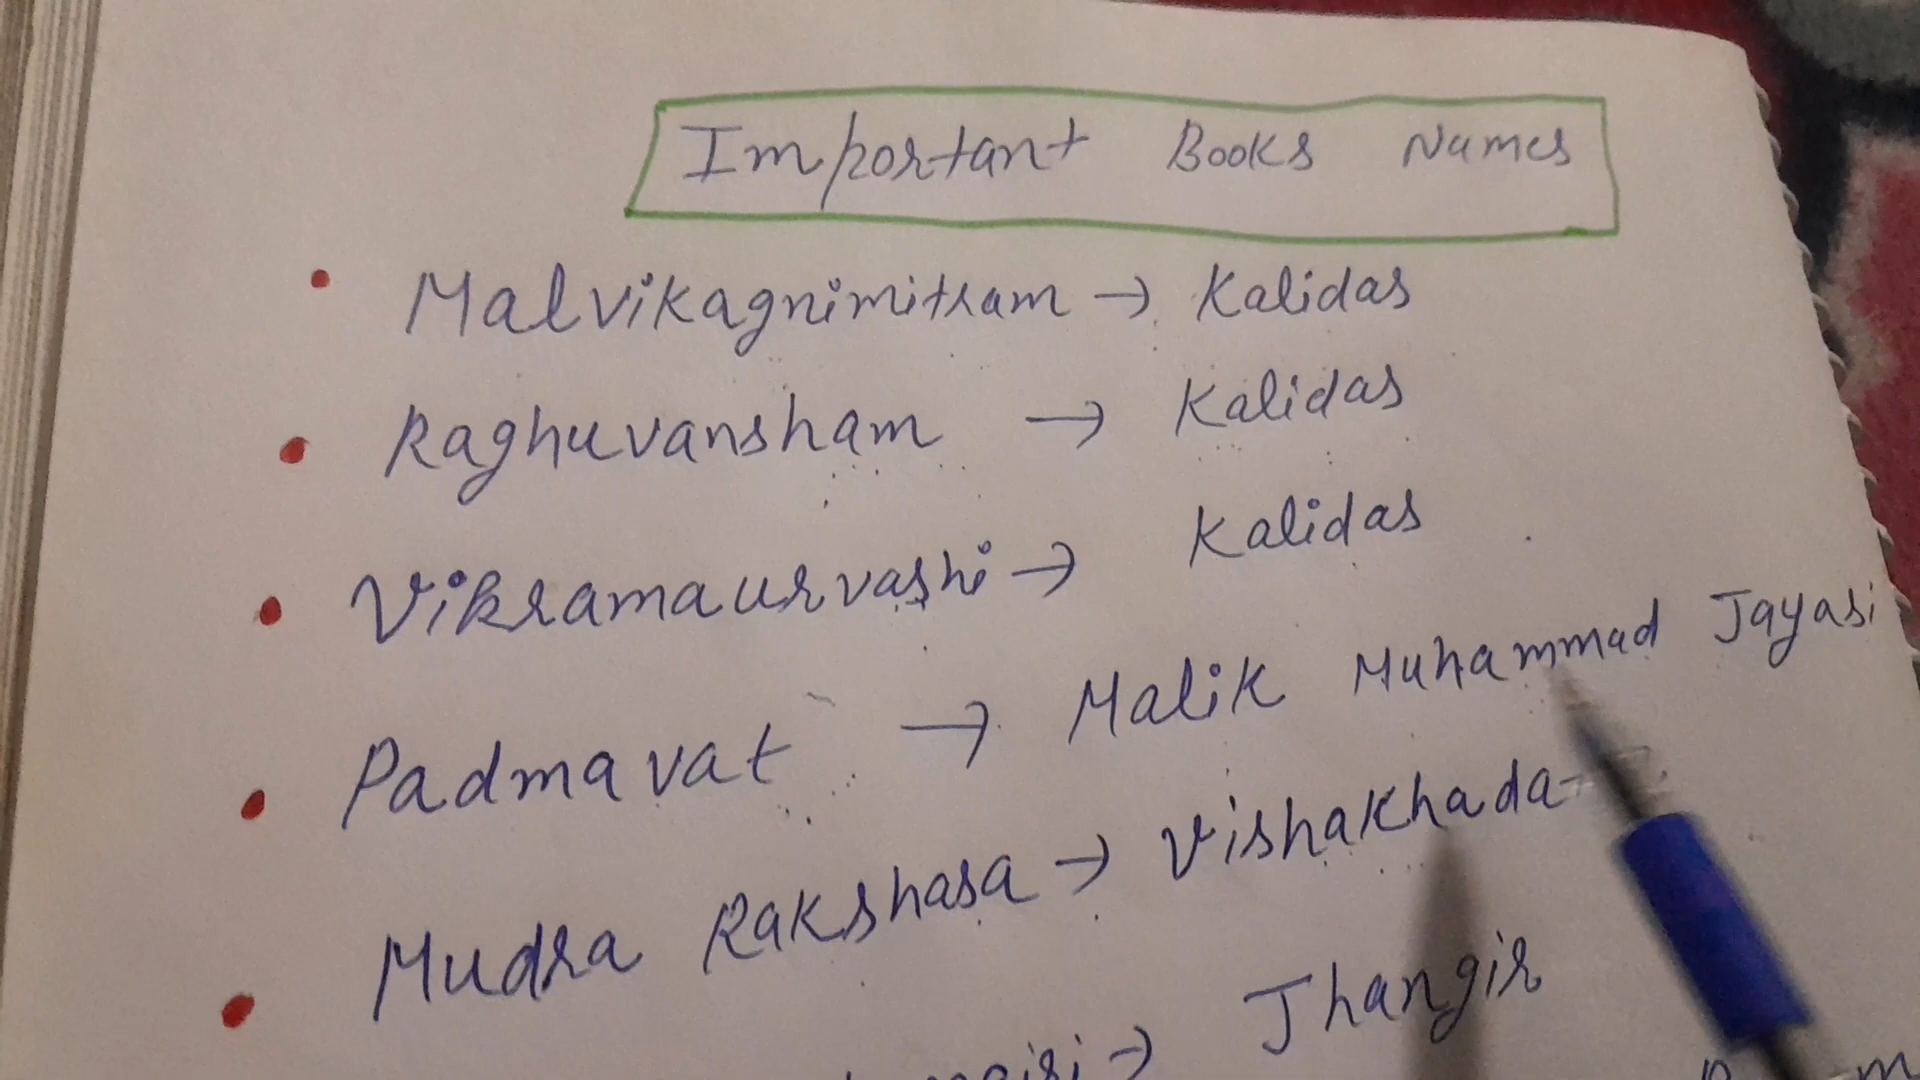 Important Books Names
Malvikagnimitram → Kalidas
Raghuvansham → Kalidas
Vikramaurvashi → Kalidas
Padmavat → Malik Muhammad Jayasi
Mudra Rakshasa → Vishakhada
→ Jhangir